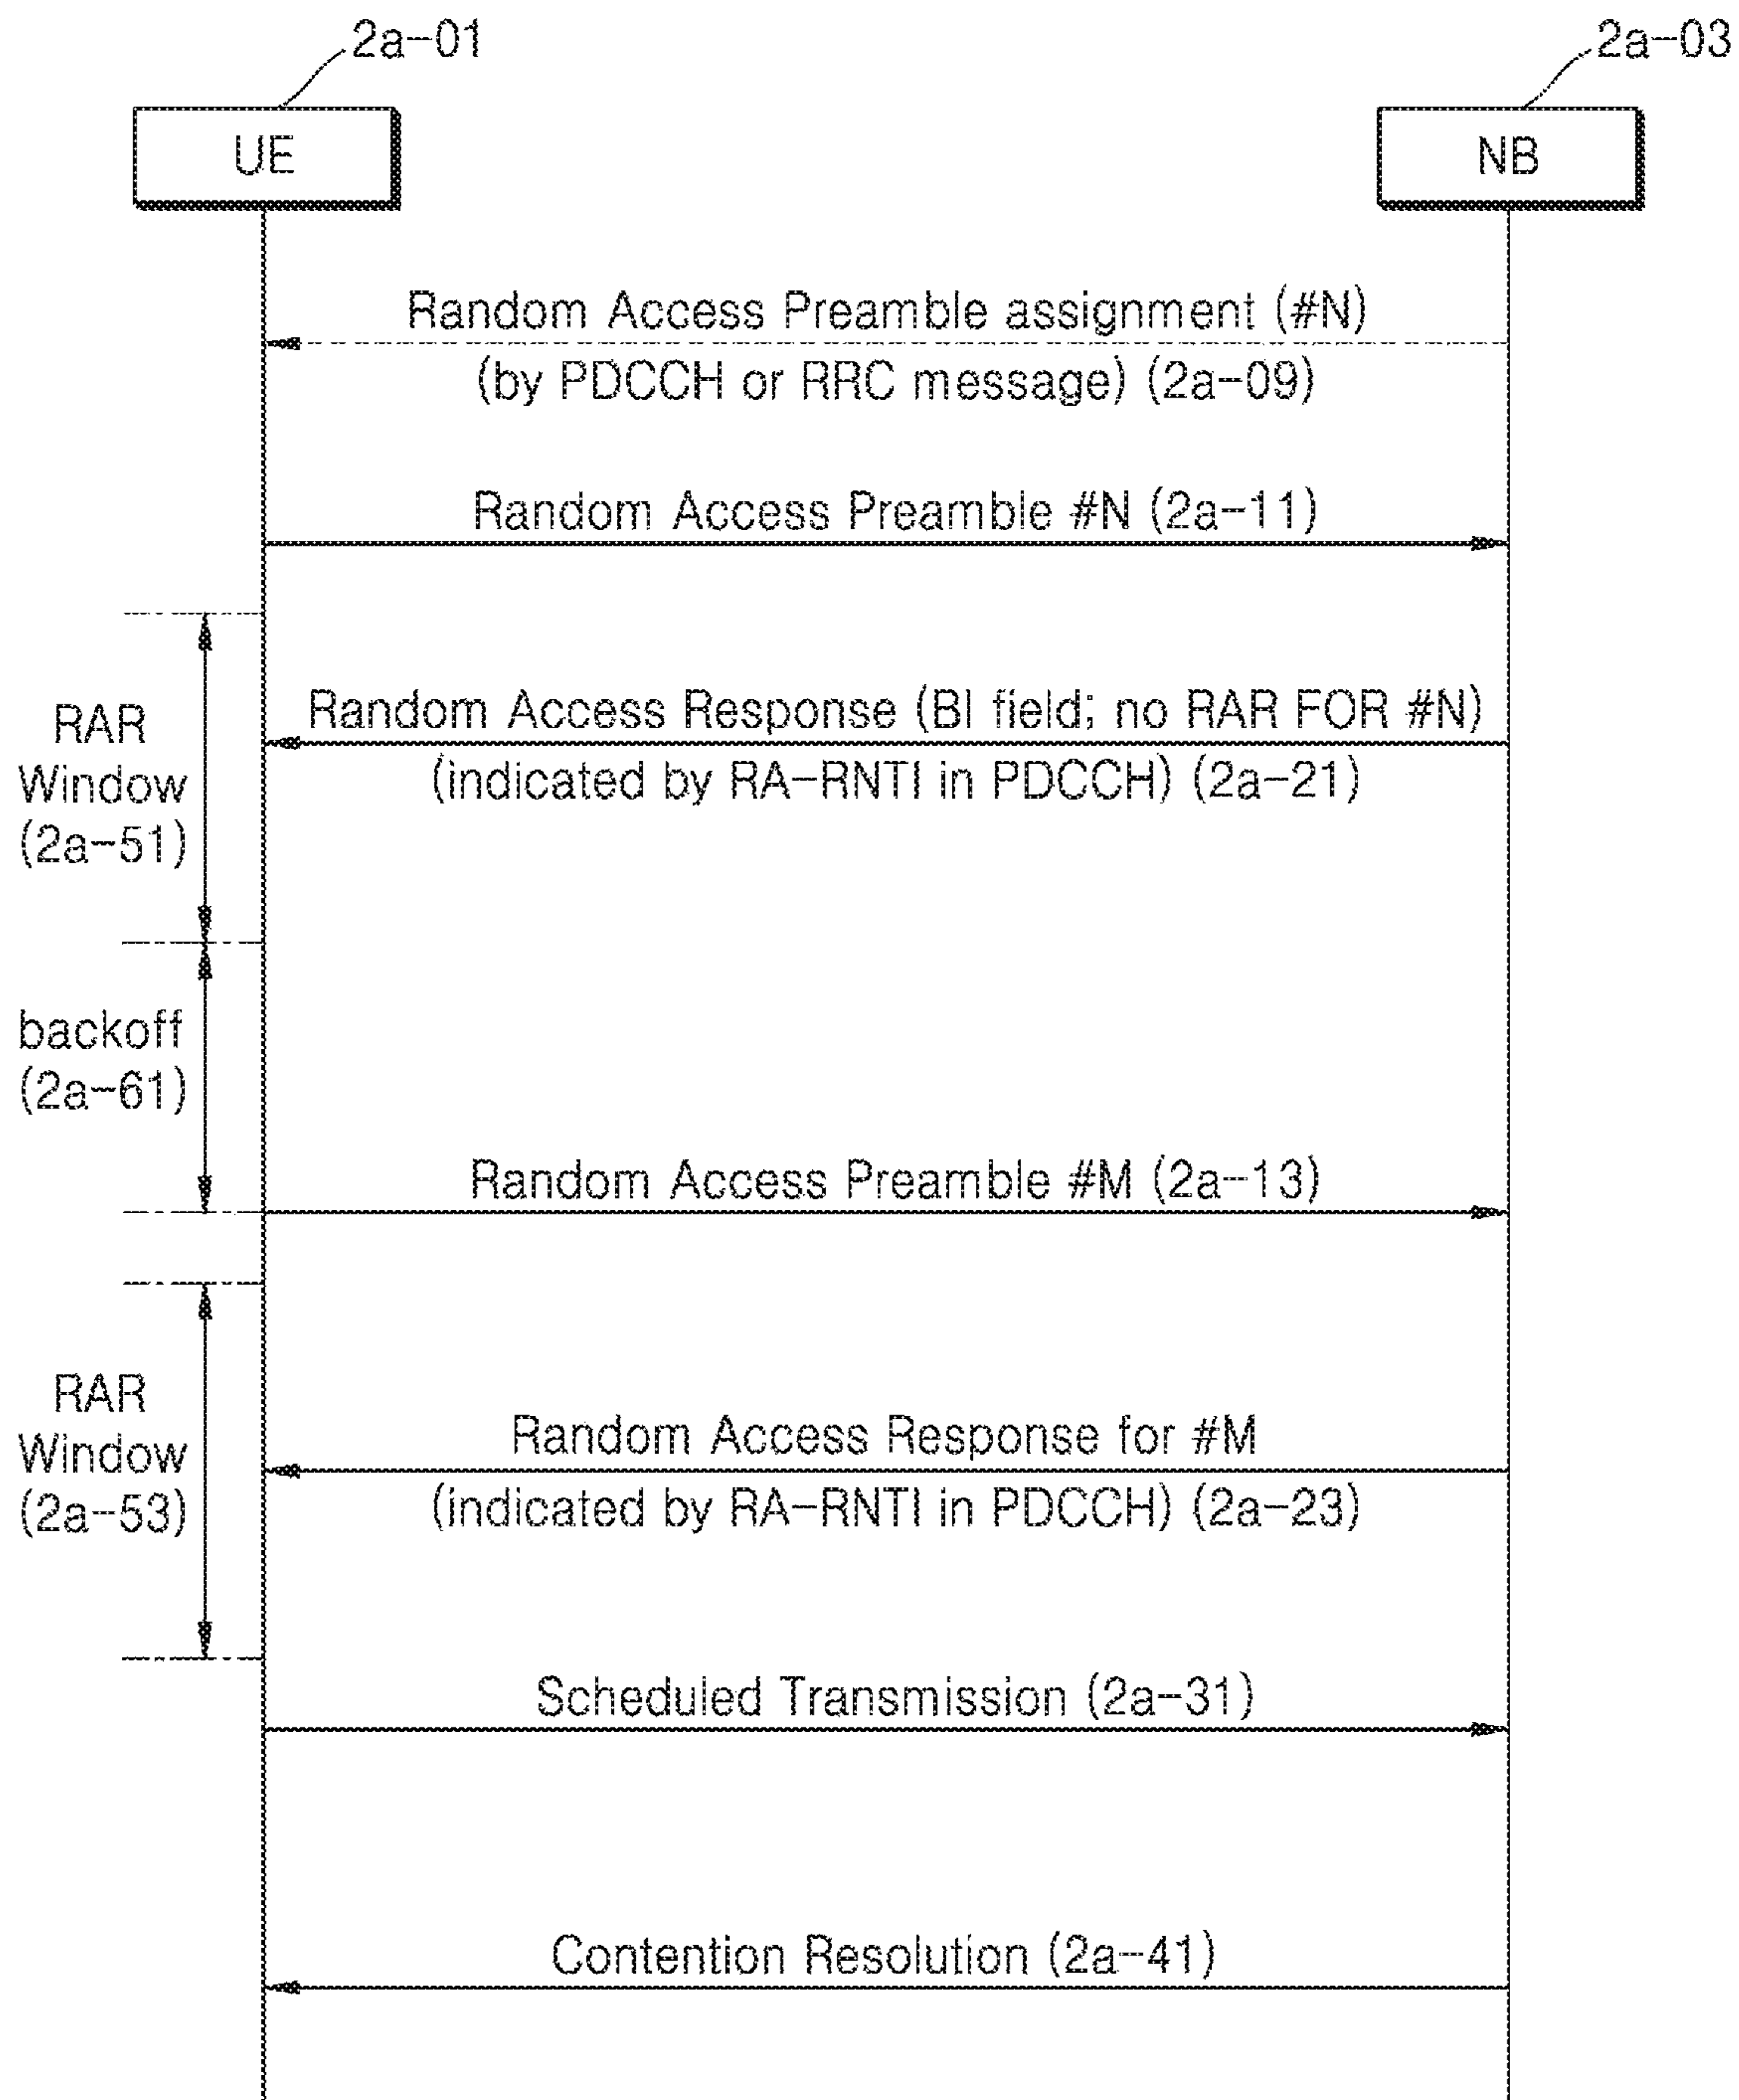 2a-01
2a-03
UE
NB
Random Access Preamble assignment (#N)
(by PDCCH or RRC message) (2a-09)
Random Access Preamble #N (2a-11)
RAR
Window
(2a-51)
Random Access Response (BI field; no RAR FOR #N)
(indicated by RA-RNTI in PDCCH) (2a-21)
backoff
(2a-61)
Random Access Preamble #M (2a-13)
RAR
Window
(2a-53)
Random Access Response for #M
(indicated by RA-RNTI in PDCCH) (2a-23)
Scheduled Transmission (2a-31)
Contention Resolution (2a-41)